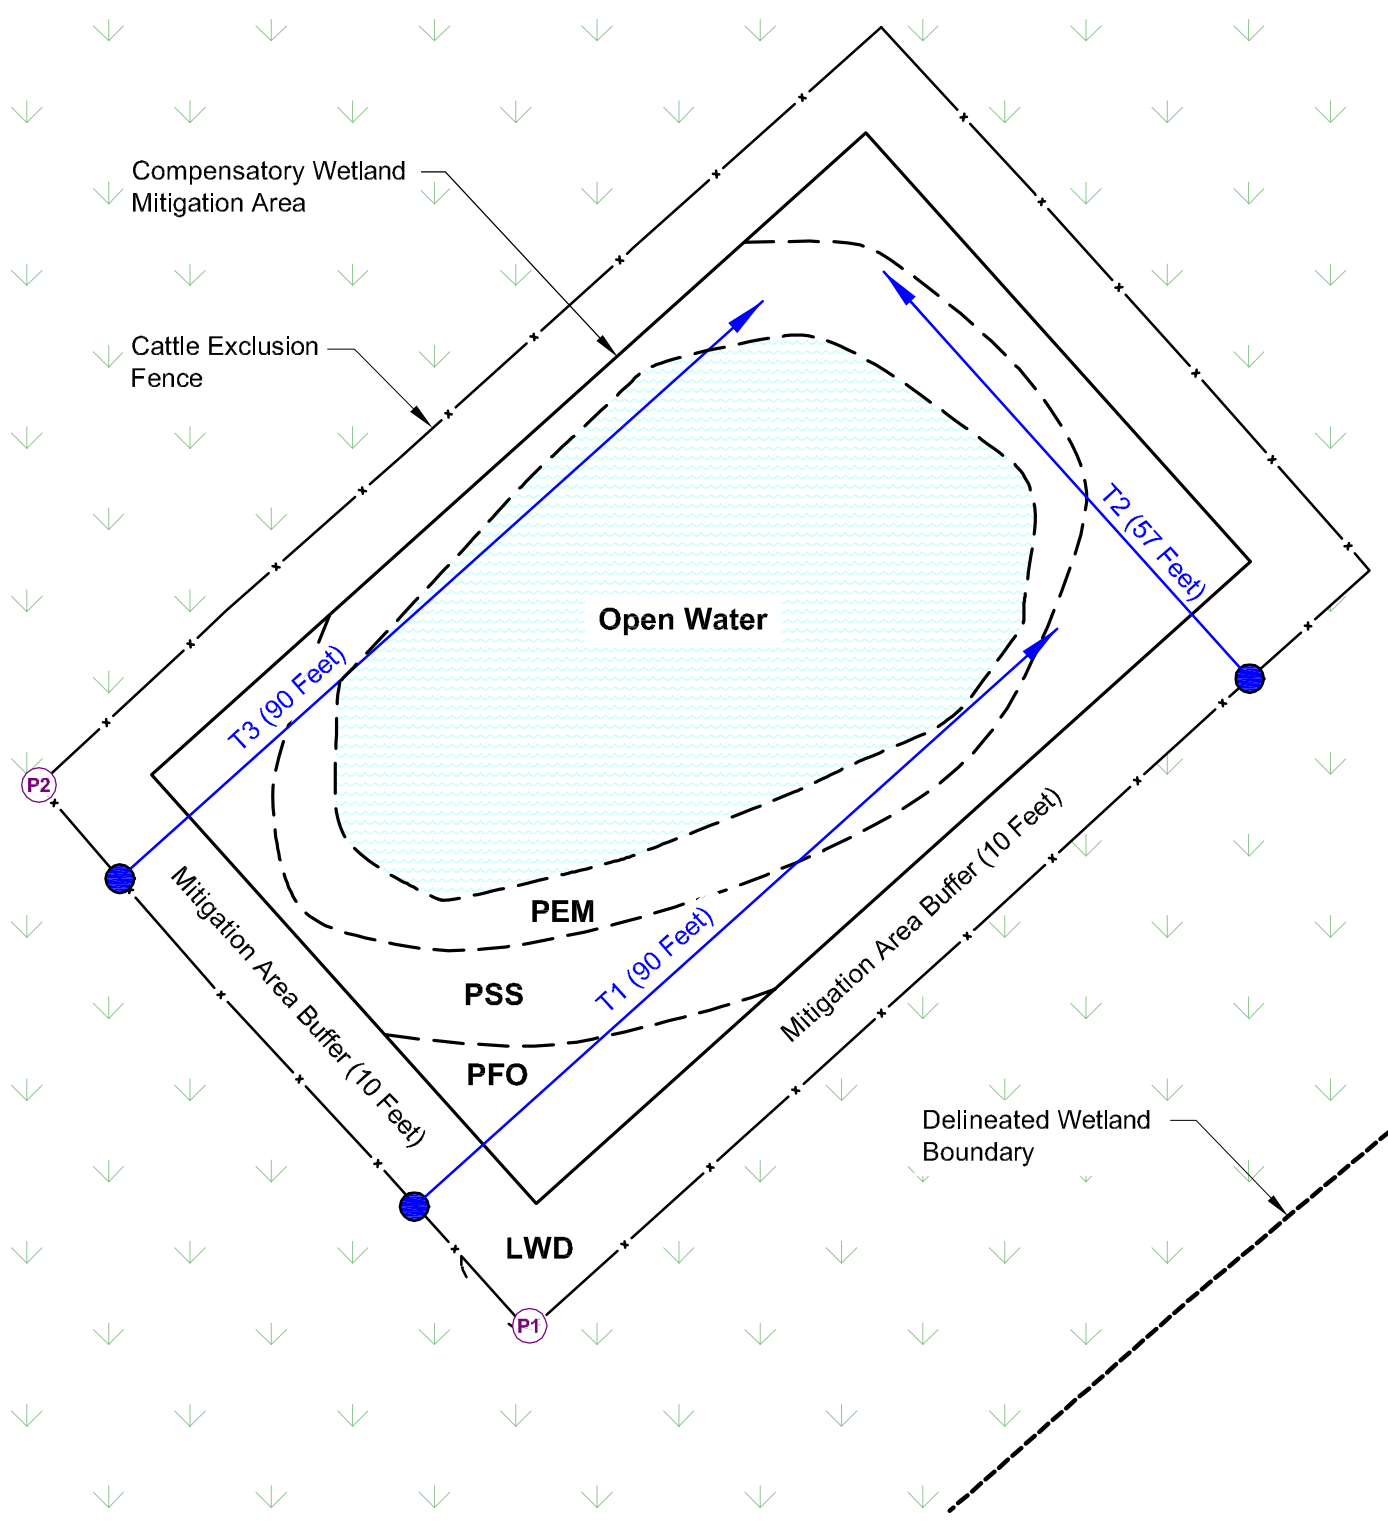 Compensatory Wetland
Mitigation Area
Cattle Exclusion
Fence
T2 (57 Feet)
Open Water
T3 (90 Feet)
P2
Mitigation Area Buffer (10 Feet)
Mitigation Area Buffer (10 Feet)
PEM
T1 (90 Feet)
PSS
PFO
Delineated Wetland
Boundary
LWD
P1